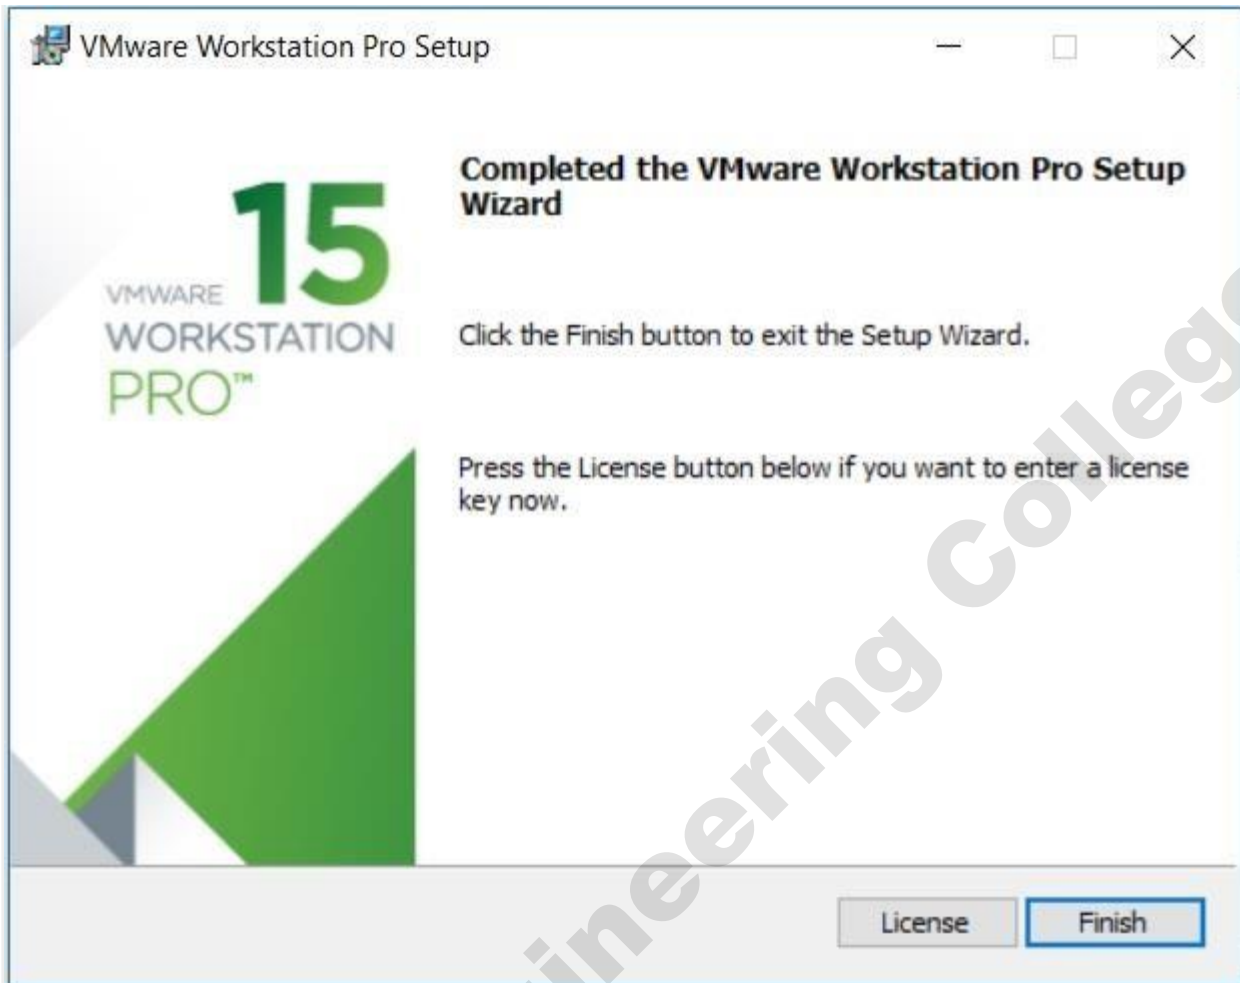 VMware Workstation Pro Setup
15
VMWARE
WORKSTATION
PRO™
Completed the VMware Workstation Pro Setup
Wizard
Click the Finish button to exit the Setup Wizard.
Press the License button below if you want to enter a license
key now.
License
Finish